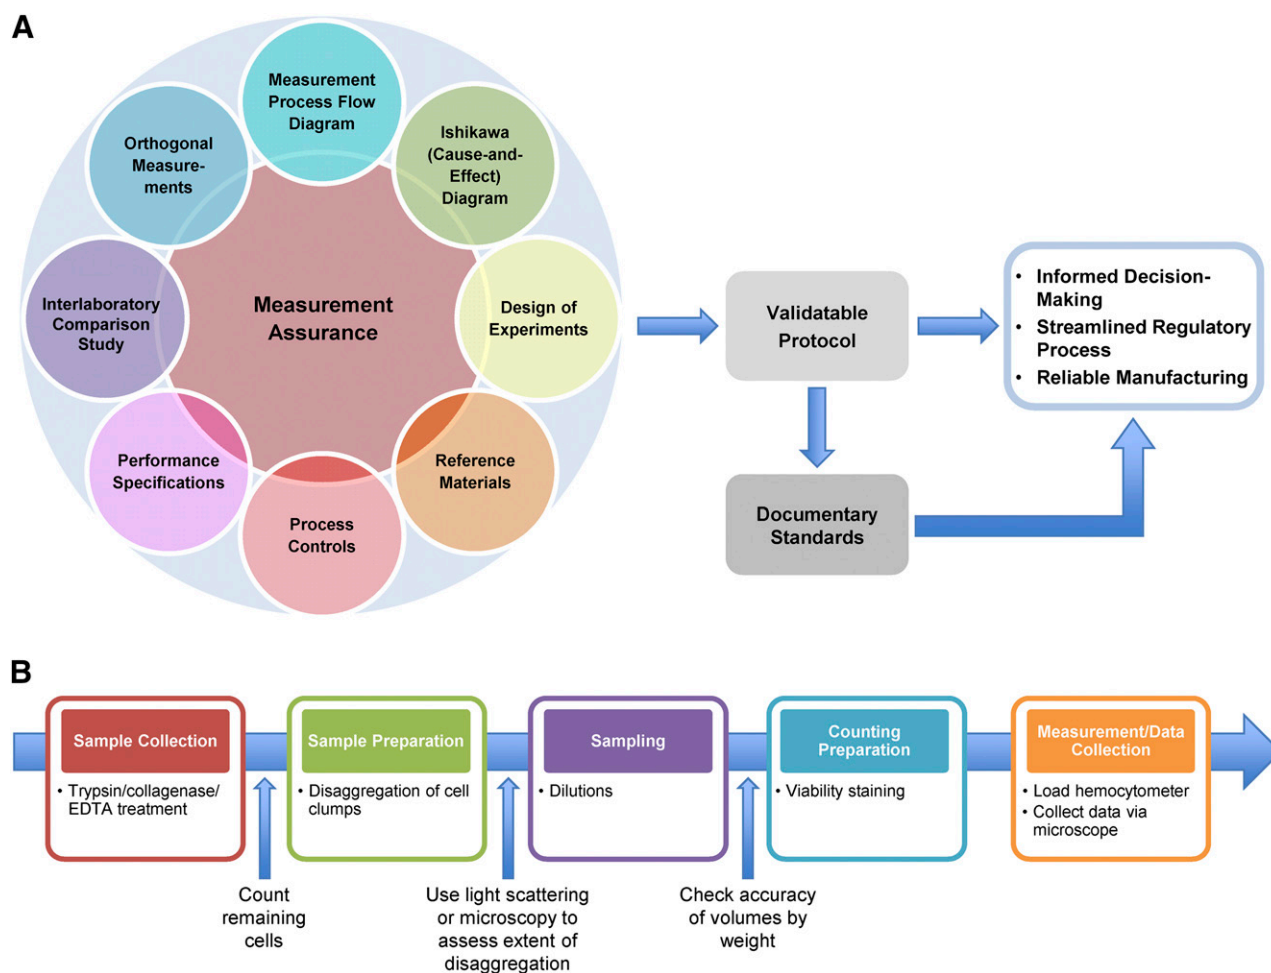 A
Measurement
Process Flow
Diagram
Ishikawa
(Cause-and-
Effect)
Diagram
Design of
Experiments
Reference
Materials
Process
Controls
Performance
Specifications
Interlaboratory
Comparison
Study
Orthogonal
Measure-
ments
Measurement
Assurance
Validatable
Protocol
Documentary
Standards
• Informed Decision-
Making
• Streamlined Regulatory
Process
• Reliable Manufacturing
B
Sample Collection
• Trypsin/collagenase/
EDTA treatment
Sample Preparation
• Disaggregation of cell
clumps
Sampling
• Dilutions
Counting
Preparation
• Viability staining
Measurement/Data
Collection
• Load hemocytometer
• Collect data via
microscope
Count
remaining
cells
Use light scattering
or microscopy to
assess extent of
disaggregation
Check accuracy
of volumes by
weight